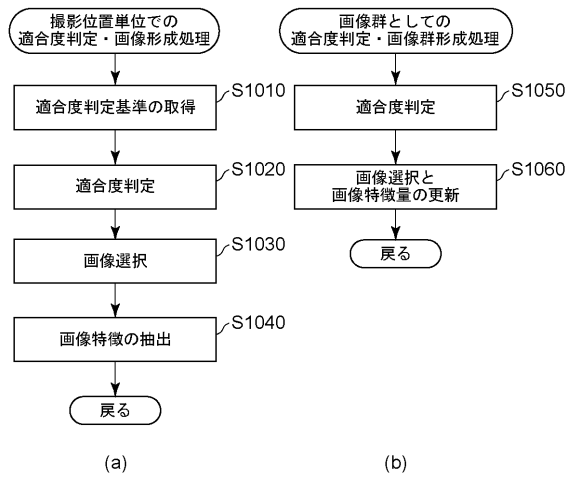 撮影位置単位での
適合度判定・画像形成処理
適合度判定基準の取得
S1010
適合度判定
S1020
画像選択
S1030
画像特徴の抽出
S1040
戻る
(a)
画像群としての
適合度判定・画像群形成処理
適合度判定
S1050
画像選択と
画像特徴量の更新
S1060
戻る
(b)